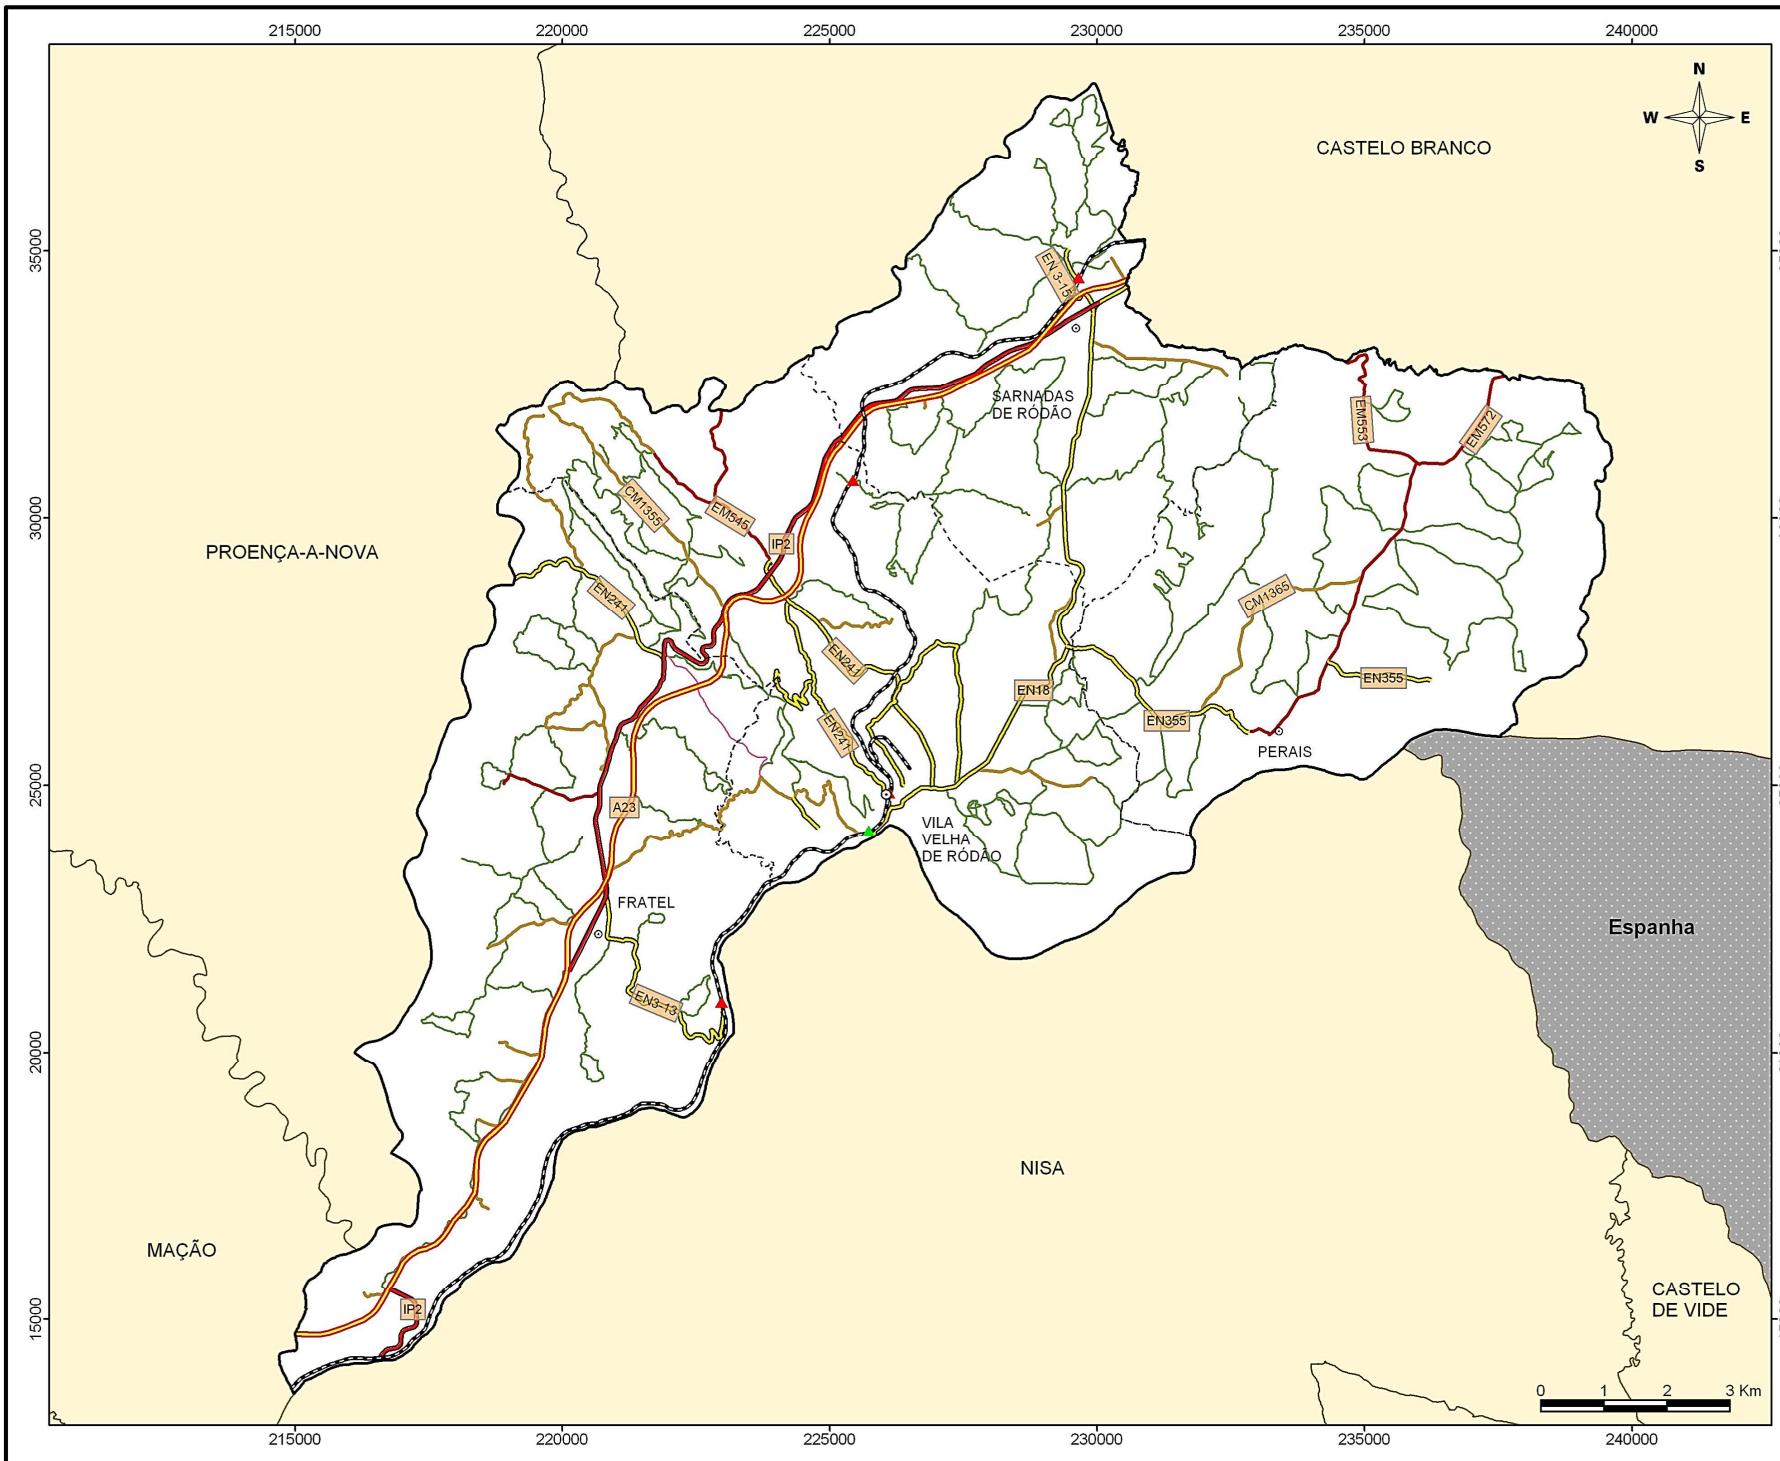 215000
220000
225000
230000
235000
240000
N
W E
S
CASTELO BRANCO
35000
EN 3-15
SARNADAS
DE RÓDÃO
EM553
EM572
30000
CM1355
EM545
IP2
PROENÇA-A-NOVA
EN241
CM1365
EN241
EN18
EN355
EN355
EN241
PERAIS
25000
A23
VILA
VELHA
DE RÓDÃO
FRATEL
Espanha
EN3-13
20000
NISA
MAÇÃO
15000
IP2
CASTELO
DE VIDE
0 1 2 3 Km
215000
220000
225000
230000
235000
240000